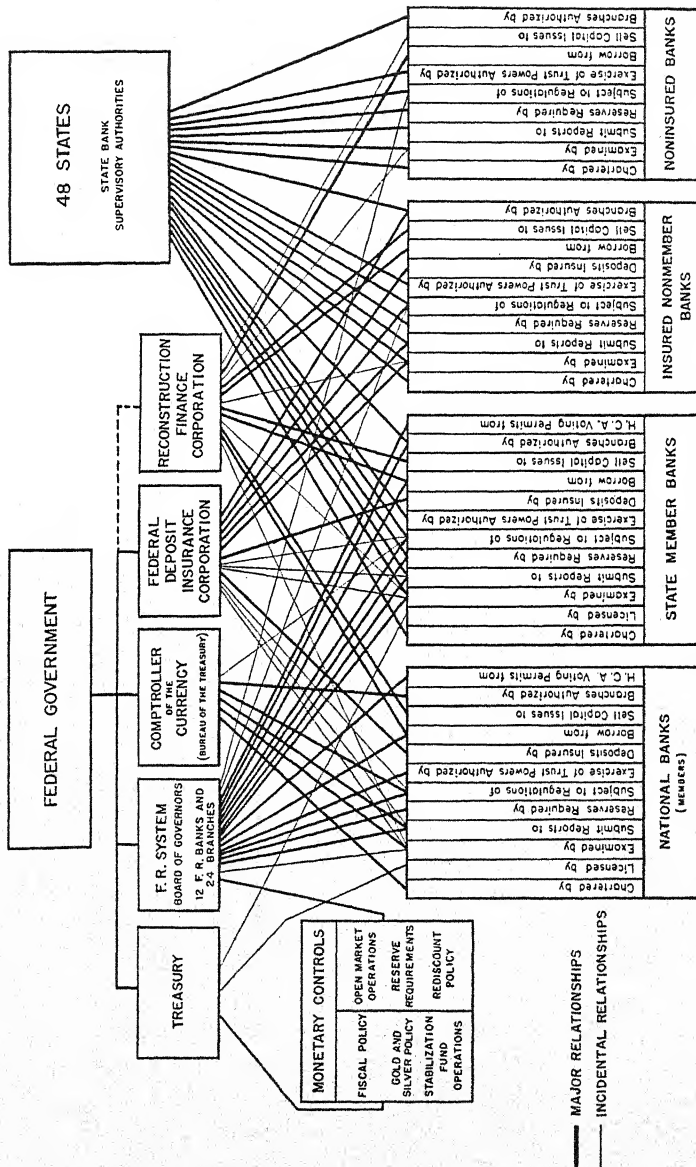 FEDERAL GOVERNMENT
48 STATES
STATE BANK
SUPERVISORY AUTHORITIES
TREASURY
F.R. SYSTEM
BOARD OF GOVERNORS
12 F.R. BANKS AND
24 BRANCHES
COMPTROLLER
OF THE
CURRENCY
(BUREAU OF THE TREASURY)
FEDERAL
DEPOSIT
INSURANCE
CORPORATION
RECONSTRUCTION
FINANCE
CORPORATION
MONETARY CONTROLS
FISCAL POLICY
GOLD AND
SILVER POLICY
STABILIZATION
FUND
OPERATIONS
OPEN MARKET
OPERATIONS
RESERVE
REQUIREMENTS
REDISCOUNT
POLICY
Chartered by
Licensed by
Examined by
Submit Reports to
Reserves Required by
Subject to Regulations of
Exercise of Trust Powers Authorized by
Deposits Insured by
Borrow from
Sell Capital Issues to
Branches Authorized by
H.C.A. Voting Permits from
NATIONAL BANKS
(MEMBERS)
Chartered by
Licensed by
Examined by
Submit Reports to
Reserves Required by
Subject to Regulations of
Exercise of Trust Powers Authorized by
Deposits Insured by
Borrow from
Sell Capital Issues to
Branches Authorized by
H.C.A. Voting Permits from
STATE MEMBER BANKS
Chartered by
Examined by
Submit Reports to
Reserves Required by
Subject to Regulations of
Exercise of Trust Powers Authorized by
Deposits Insured by
Borrow from
Sell Capital Issues to
Branches Authorized by
INSURED NONMEMBER
BANKS
Chartered by
Examined by
Submit Reports to
Reserves Required by
Subject to Regulations of
Exercise of Trust Powers Authorized by
Borrow from
Sell Capital Issues to
Branches Authorized by
NONINSURED BANKS
MAJOR RELATIONSHIPS
INCIDENTAL RELATIONSHIPS